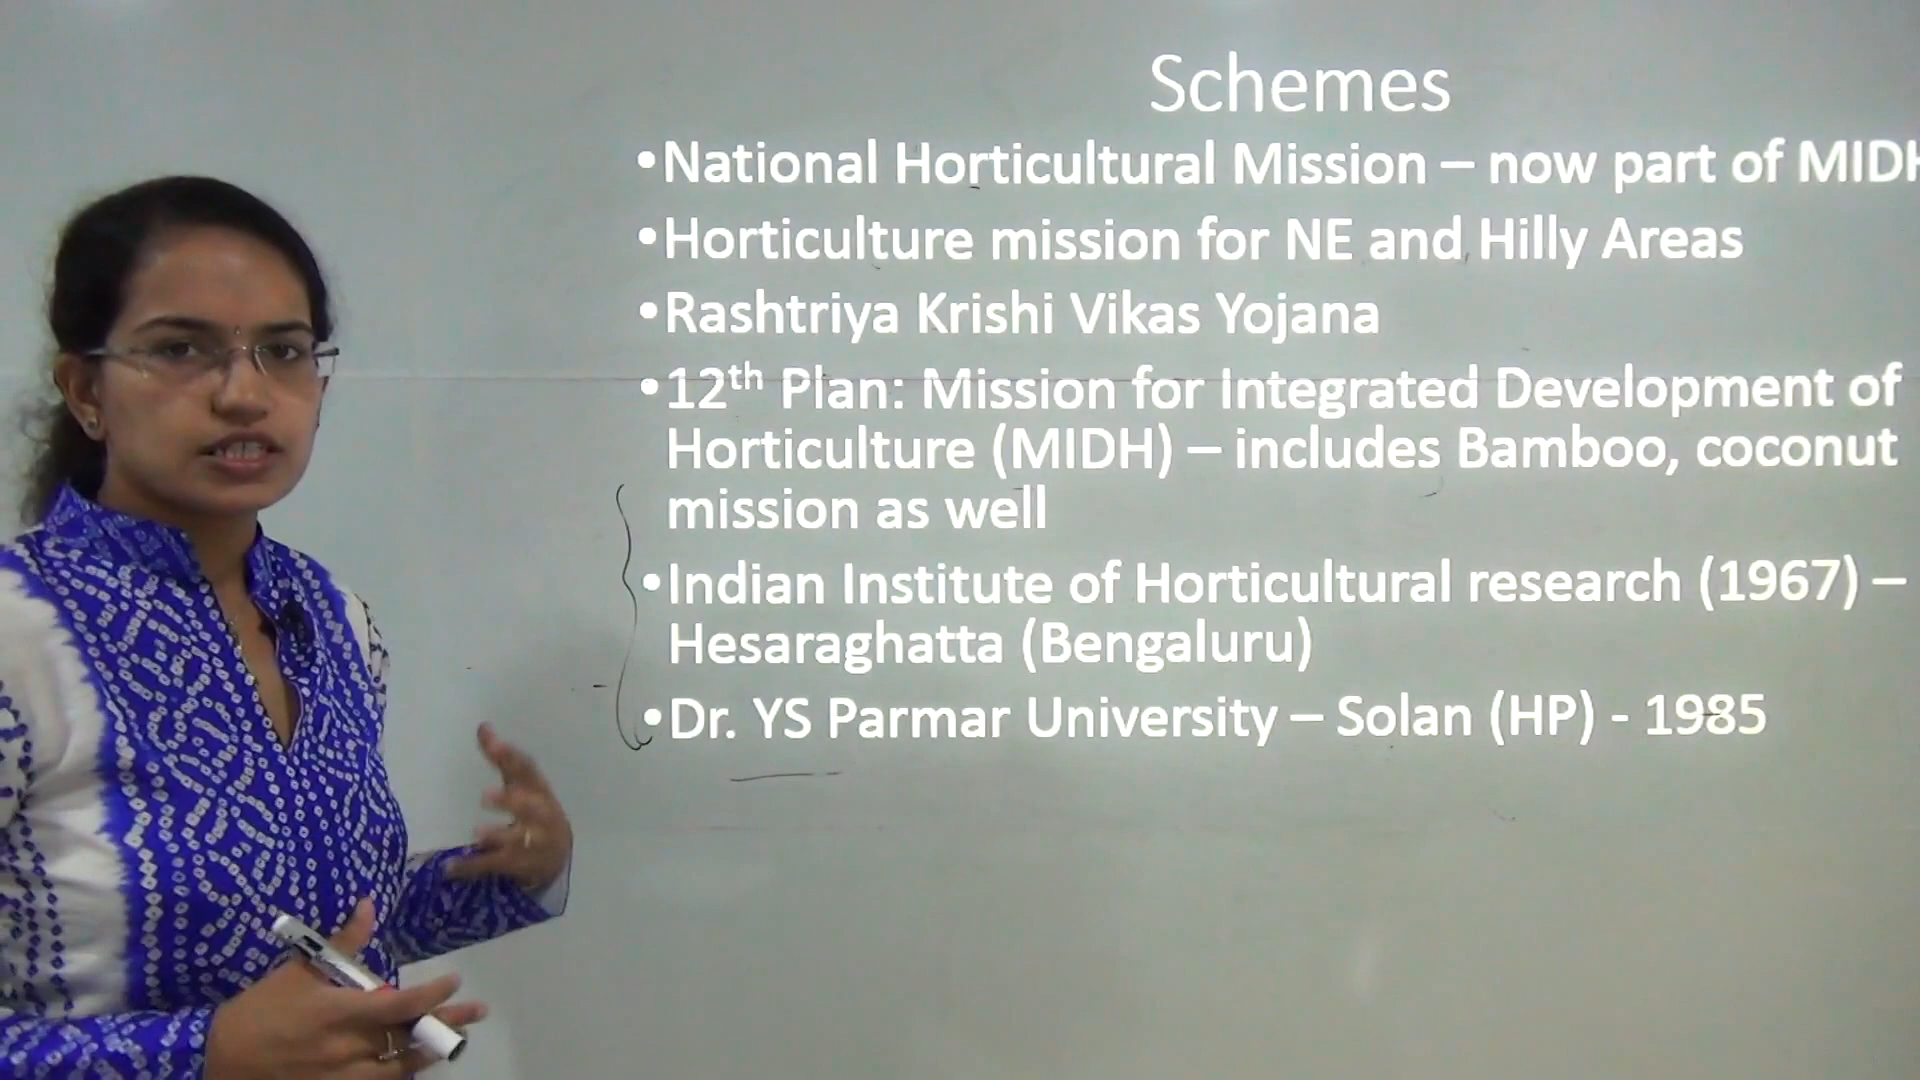 Schemes
•National Horticultural Mission – now part of MIDH
•Horticulture mission for NE and Hilly Areas
•Rashtriya Krishi Vikas Yojana
•12th Plan: Mission for Integrated Development of
Horticulture (MIDH) – includes Bamboo, coconut
mission as well
•Indian Institute of Horticultural research (1967) –
Hesaraghatta (Bengaluru)
•Dr. YS Parmar University – Solan (HP) - 1985